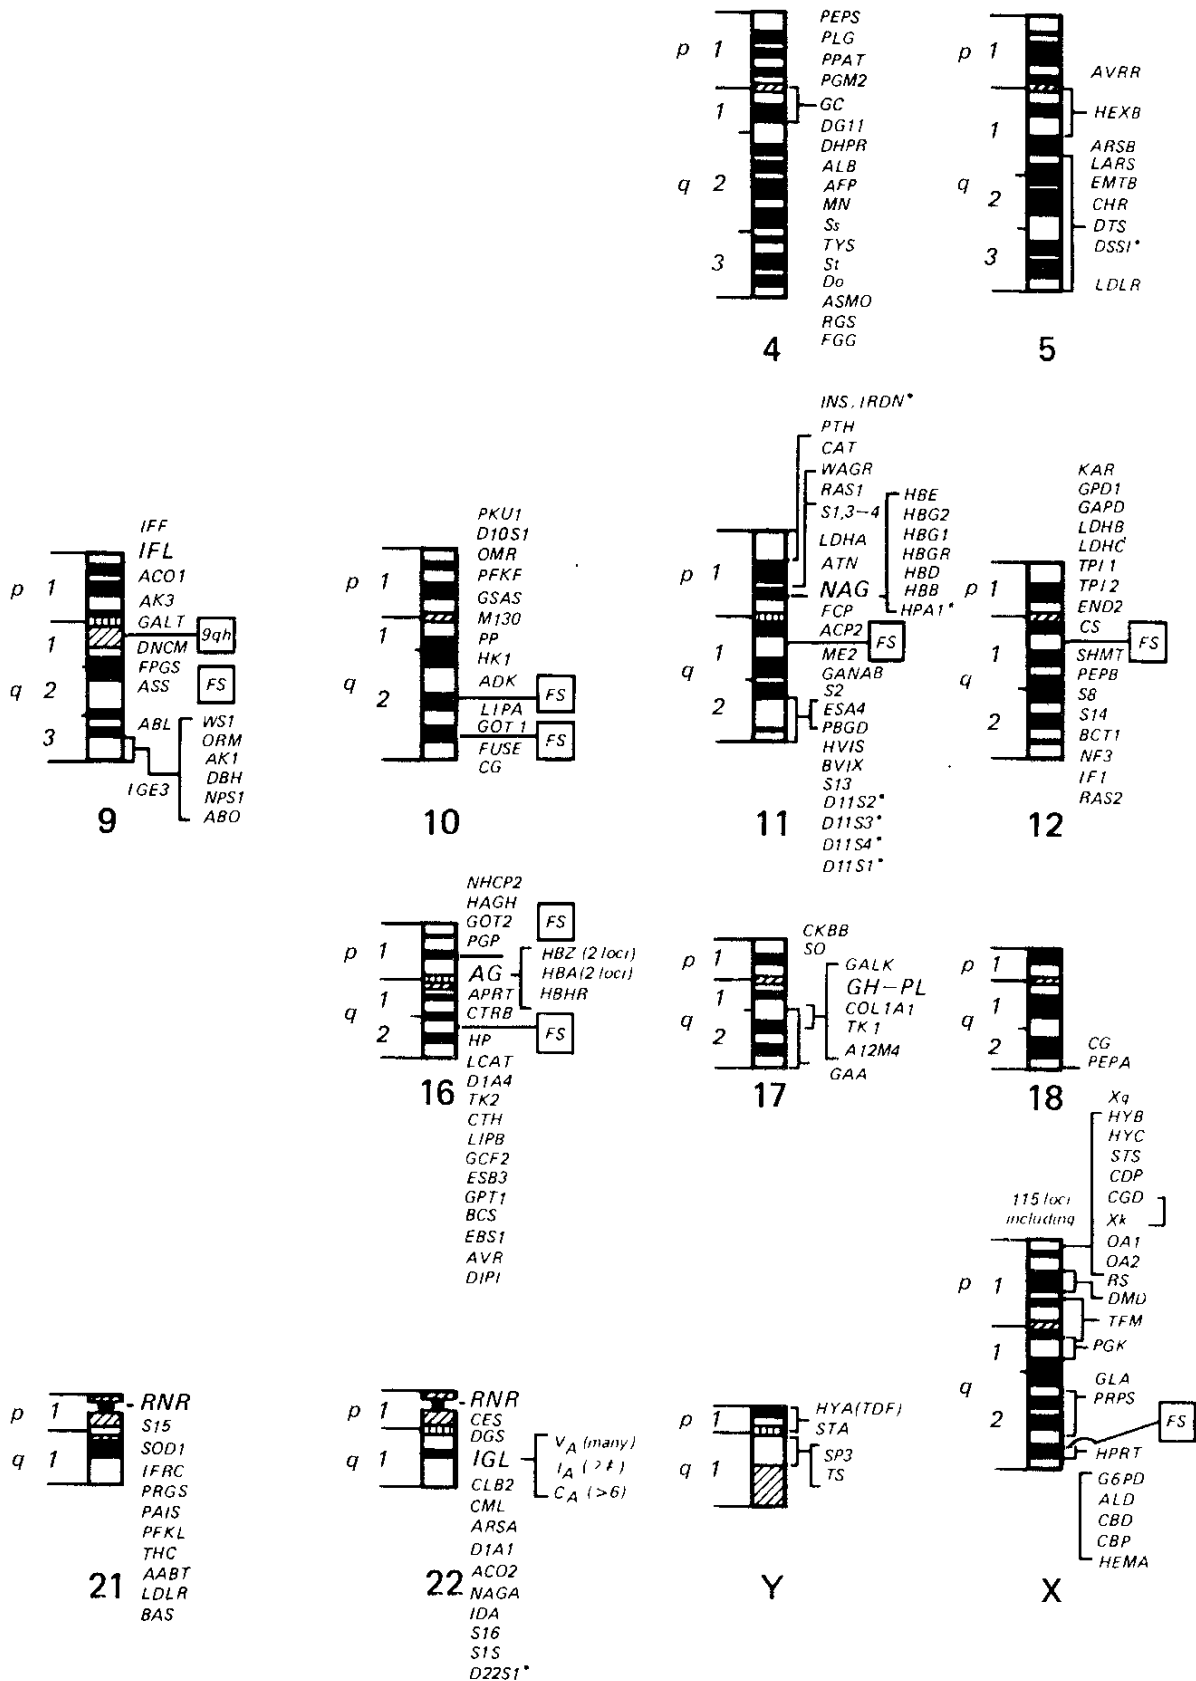 p 1
1
q 2
3
PEPS
PLG
PPAT
PGM2
GC
DG11
DHPR
ALB
AFP
MN
Ss
TYS
St
Do
ASMO
RGS
FGG
4
p 1
1
q 2
3
AVRR
HEXB
ARSB
LARS
EMTB
CHR
DTS
DSSI*
LDLR
5
p 1
1
q 2
3
IFF
IFL
ACO1
AK3
GALT
9qh
DNCM
FPGS
ASS
FS
ABL
IGE3
WS1
ORM
AK1
DBH
NPS1
ABO
9
p 1
1
q 2
PKU1
D10S1
OMR
PFKF
GSAS
M130
PP
HK1
ADK
FS
LIPA
GOT1
FS
FUSE
CG
10
p 1
1
q
2
INS, IRDN*
PTH
CAT
WAGR
RAS1
S1,3-4
LDHA
ATN
NAG
FCP
ACP2
FS
ME2
GANAB
S2
ESA4
PBGD
HVIS
BVIX
S13
D11S2*
D11S3*
D11S4*
D11S1*
HBE
HBG2
HBG1
HBGR
HBD
HBB
HPA1*
11
p 1
1
q
2
KAR
GPD1
GAPD
LDHB
LDHC
TPI1
TPI2
END2
CS
FS
SHMT
PEPB
S8
S14
BCT1
NF3
IF1
RAS2
12
p 1
1
q 2
NHCP2
HAGH
GOT2
FS
PGP
AG
HBZ (2 loci)
HBA (2 loci)
HBHR
APRT
CTRB
FS
HP
LCAT
D1A4
TK2
CTH
LIPB
GCF2
ESB3
GPT1
BCS
EBS1
AVR
DIPI
16
p 1
1
q 2
CKBB
SO
GALK
GH-PL
COL1A1
TK1
A12M4
GAA
17
p 1
1
q
2
CG
PEPA
18
p 1
q 1
RNR
S15
SOD1
IFRC
PRGS
PAIS
PFKL
THC
AABT
LDLR
BAS
21
p 1
q 1
RNR
CES
DGS
IGL
VA (many)
CA (>6)
CLB2
CML
ARSA
D1A1
ACO2
NAGA
IDA
S16
S1S
D22S1*
22
p 1
q 1
HYA(TDF)
STA
SP3
TS
Y
115 loci
including
p 1
1
q
2
Xg
HYB
HYC
STS
CDP
CGD
Xk
OA1
OA2
RS
DMD
TFM
PGK
GLA
PRPS
FS
HPRT
G6PD
ALD
CBD
CBP
HEMA
X